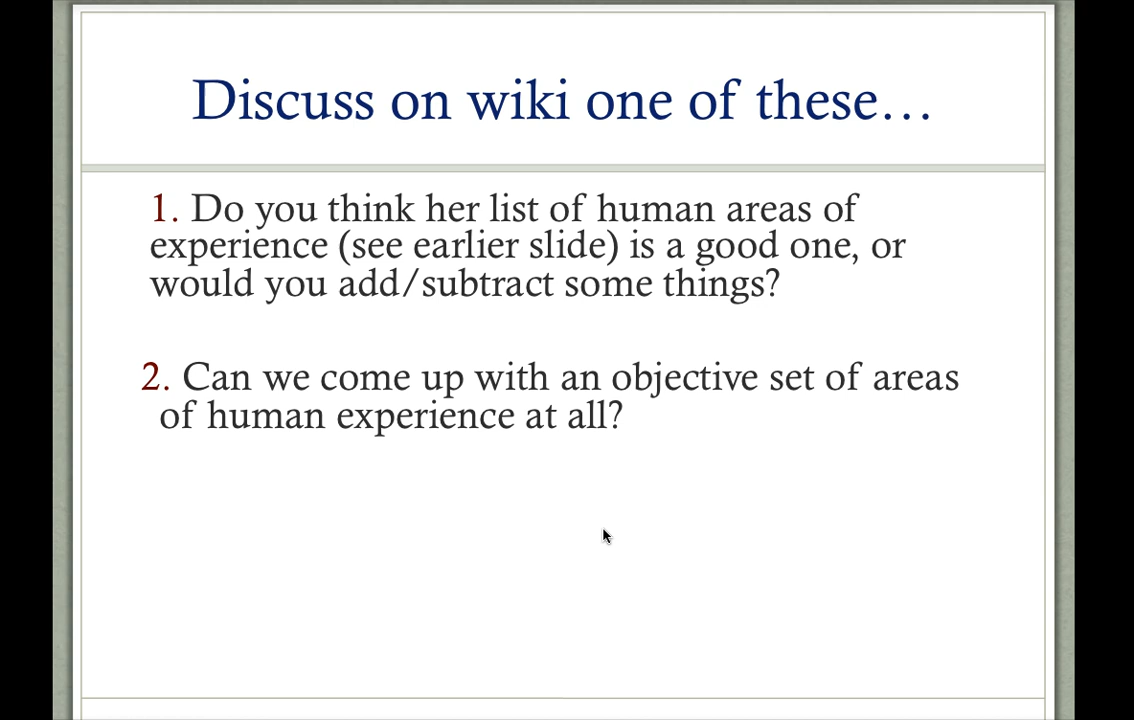 Discuss on wiki one of these…
1. Do you think her list of human areas of
experience (see earlier slide) is a good one, or
would you add/subtract some things?
2. Can we come up with an objective set of areas
of human experience at all?